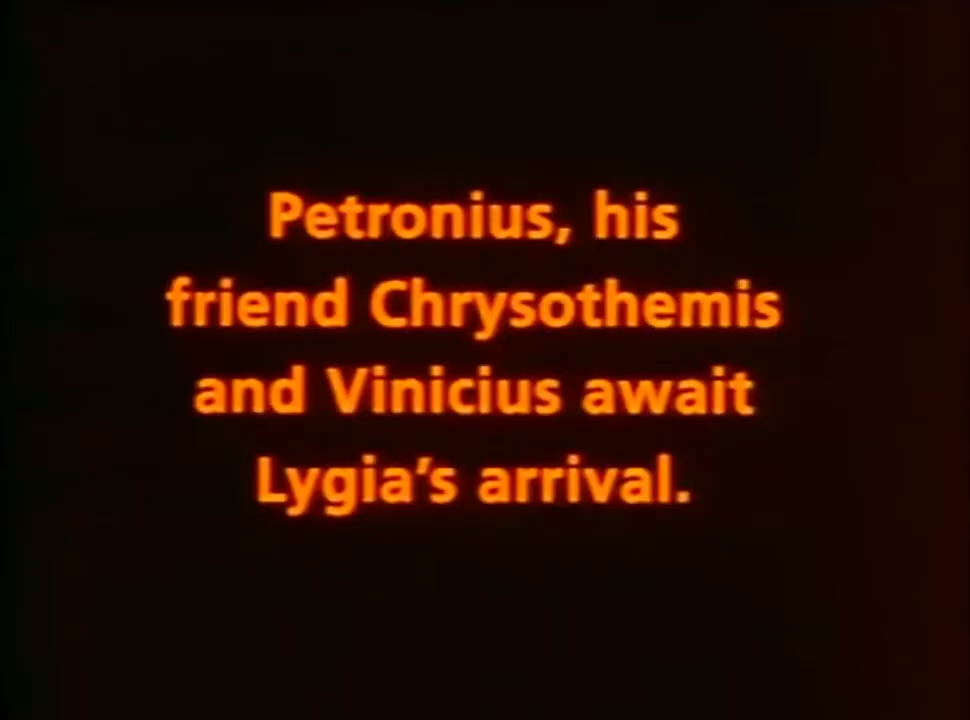 Petronius, his
friend Chrysothemis
and Vinicius await
Lygia's arrival.